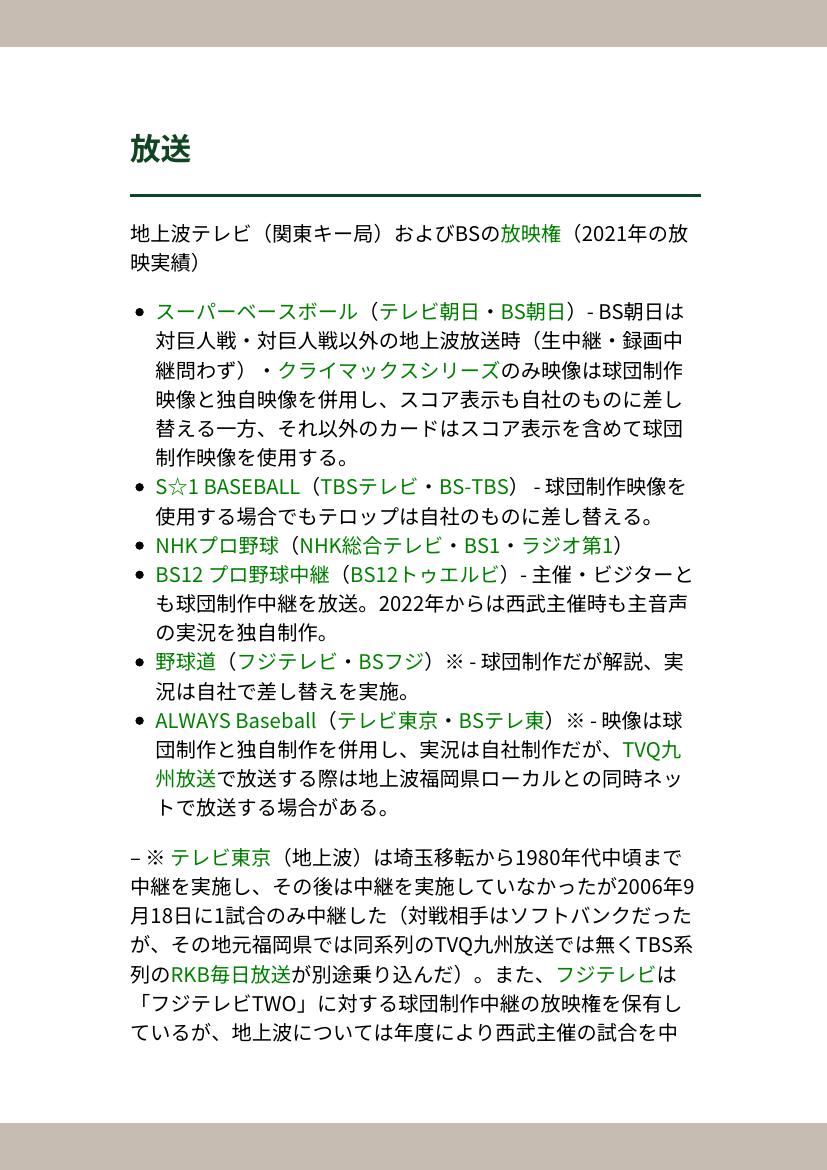 放送
地上波テレビ（関東キー局）およびBSの放映権（2021年の放
映実績）
• スーパーベースボール（テレビ朝日・BS朝日）- BS朝日は
対巨人戦・対巨人戦以外の地上波放送時（生中継・録画中
継問わず）・クライマックスシリーズのみ映像は球団制作
映像と独自映像を併用し、スコア表示も自社のものに差し
替える一方、それ以外のカードはスコア表示を含めて球団
制作映像を使用する。
• S☆1 BASEBALL（TBSテレビ・BS-TBS） - 球団制作映像を
使用する場合でもテロップは自社のものに差し替える。
• NHKプロ野球（NHK総合テレビ・BS1・ラジオ第1）
• BS12 プロ野球中継（BS12トゥエルビ）- 主催・ビジターと
も球団制作中継を放送。2022年からは西武主催時も主音声
の実況を独自制作。
• 野球道（フジテレビ・BSフジ）※ - 球団制作だが解説、実
況は自社で差し替えを実施。
• ALWAYS Baseball（テレビ東京・BSテレ東）※ - 映像は球
団制作と独自制作を併用し、実況は自社制作だが、TVQ九
州放送で放送する際は地上波福岡県ローカルとの同時ネッ
トで放送する場合がある。
– ※ テレビ東京（地上波）は埼玉移転から1980年代中頃まで
中継を実施し、その後は中継を実施していなかったが2006年9
月18日に1試合のみ中継した（対戦相手はソフトバンクだった
が、その地元福岡県では同系列のTVQ九州放送では無くTBS系
列のRKB毎日放送が別途乗り込んだ）。また、フジテレビは
「フジテレビTWO」に対する球団制作中継の放映権を保有し
ているが、地上波については年度により西武主催の試合を中